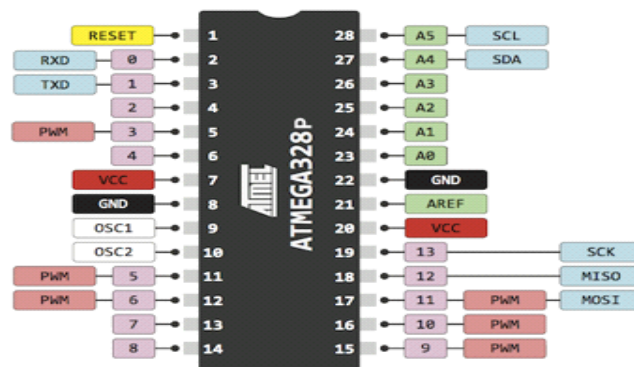 RESET 1 28 A5 SCL
RXD 0 2 27 A4 SDA
TXD 1 3 26 A3
2 4 25 A2
PWM 3 5 24 A1
4 6 23 A0
VCC 7 22 GND
GND 8 21 AREF
OSC1 9 20 VCC
OSC2 10 19 13 SCK
PWM 5 11 18 12 MISO
PWM 6 12 17 11 PWM MOSI
7 13 16 10 PWM
8 14 15 9 PWM
ATMEL
ATMEGA328P